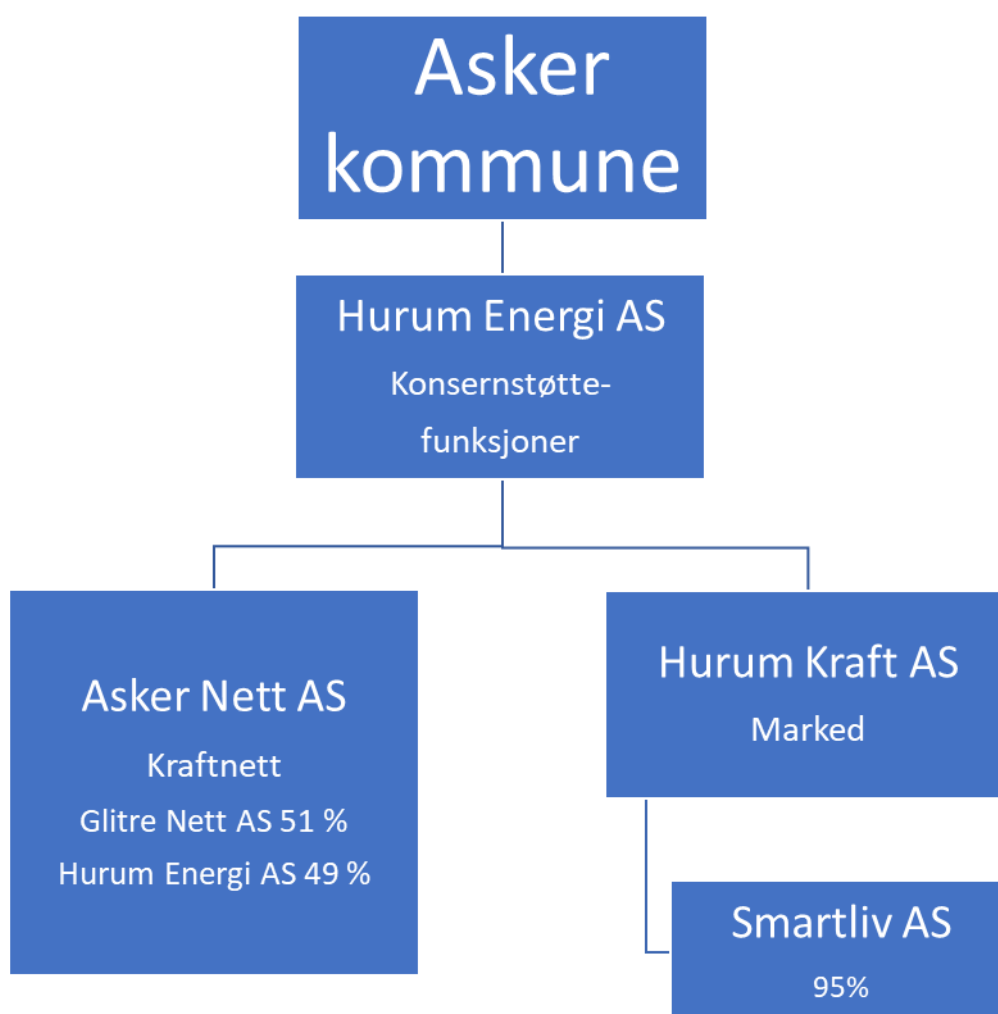 Asker
kommune
Hurum Energi AS
Konsernstøtte-
funksjoner
Asker Nett AS
Kraftnett
Glitre Nett AS 51 %
Hurum Energi AS 49 %
Hurum Kraft AS
Marked
Smartliv AS
95%